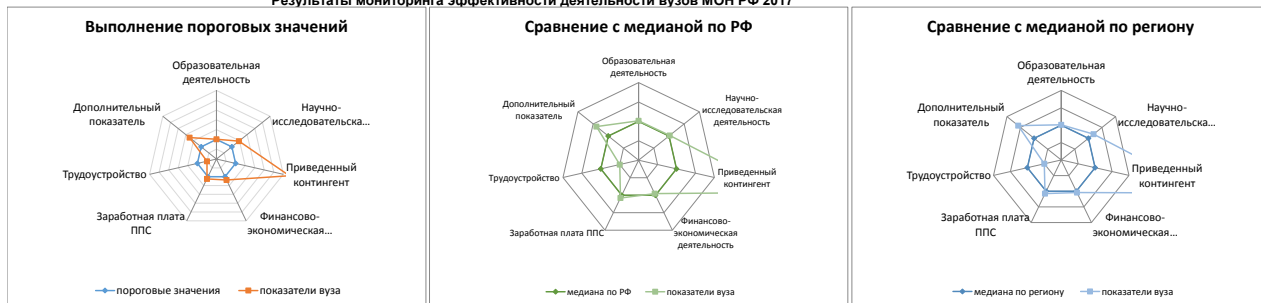 Результаты мониторинга эффективности деятельности вузов МОН РФ 2017
Выполнение пороговых значений
Образовательная
деятельность
Научно-
исследовательска...
Приведенный
контингент
Финансово-
экономическая...
Заработная плата
ППС
Трудоустройство
Дополнительный
показатель
пороговые значения
показатели вуза
Сравнение с медианой по РФ
Образовательная
деятельность
Научно-
исследовательская
деятельность
Приведенный
контингент
Финансово-
экономическая
деятельность
Заработная плата ППС
Трудоустройство
Дополнительный
показатель
медиана по РФ
показатели вуза
Сравнение с медианой по региону
Образовательная
деятельность
Научно-
исследовательска...
Приведенный
контингент
Финансово-
экономическая...
Заработная плата
ППС
Трудоустройство
Дополнительный
показатель
медиана по региону
показатели вуза